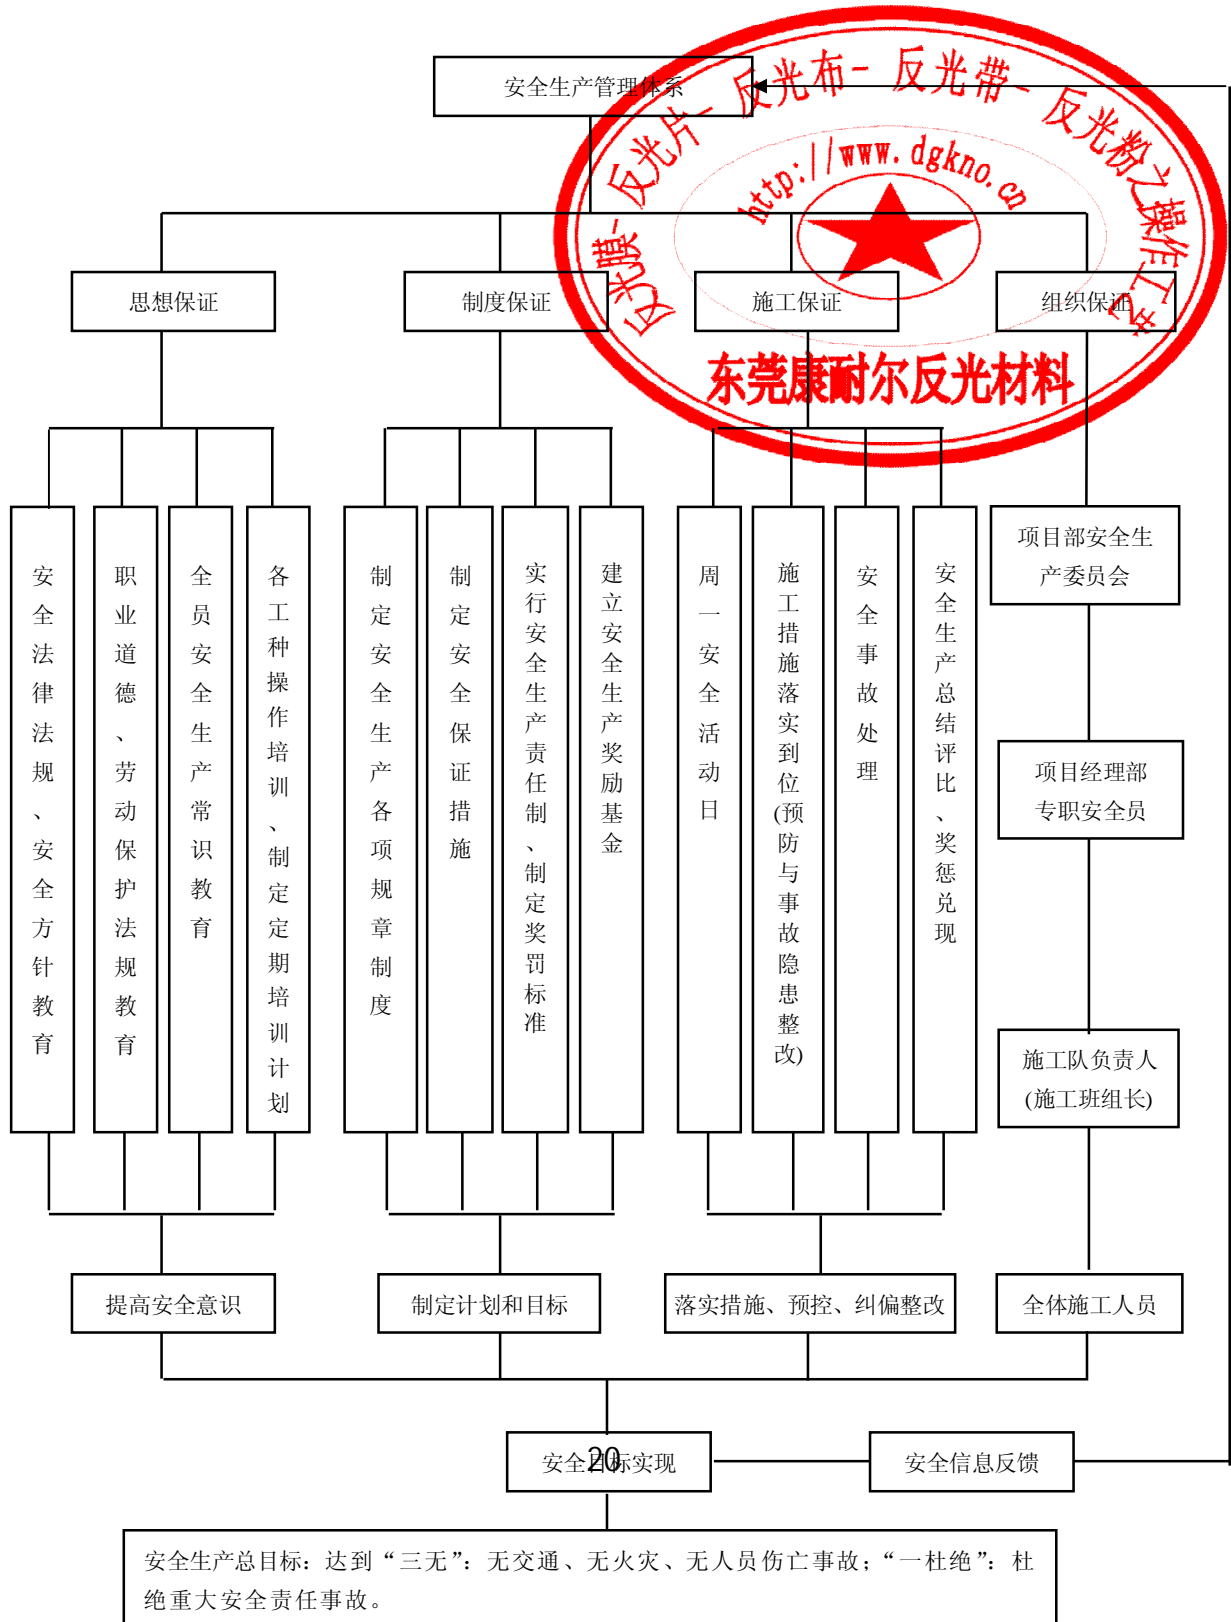 安全生产管理体系
反光膜-反光片-反光布-反光带-反光粉之操作工艺
http://www.dgkno.cn
东莞康耐尔反光材料
思想保证
制度保证
施工保证
组织保证
安全法律法规、安全方针教育
职业道德、劳动保护法规教育
全员安全生产常识教育
各工种操作培训、制定定期培训计划
制定安全生产各项规章制度
制定安全保证措施
实行安全生产责任制、制定奖罚标准
建立安全生产奖励基金
周一安全活动日
施工措施落实到位(预防与事故隐患整改)
安全事故处理
安全生产总结评比、奖惩兑现
项目部安全生
产委员会
项目经理部
专职安全员
施工队负责人
(施工班组长)
提高安全意识
制定计划和目标
落实措施、预控、纠偏整改
全体施工人员
安全目标实现
20
安全信息反馈
安全生产总目标：达到“三无”：无交通、无火灾、无人员伤亡事故；“一杜绝”：杜
绝重大安全责任事故。